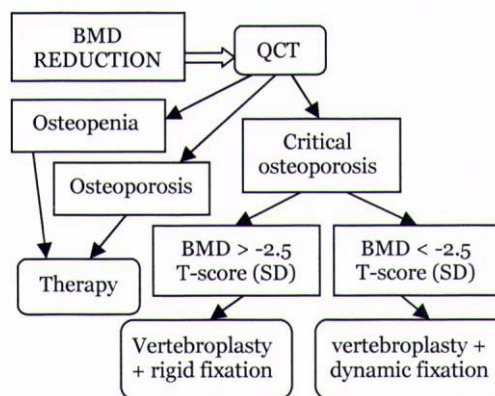 BMD
REDUCTION
QCT
Osteopenia
Osteoporosis
Critical
osteoporosis
Therapy
BMD > -2.5
T-score (SD)
BMD < -2.5
T-score (SD)
Vertebroplasty
+ rigid fixation
vertebroplasty +
dynamic fixation